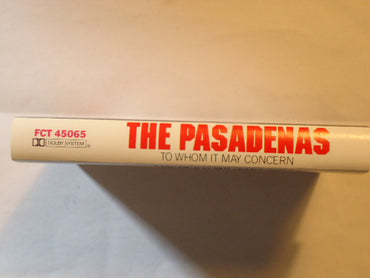 FCT 45065
DOLBY SYSTEM
THE PASADENAS
TO WHOM IT MAY CONCERN